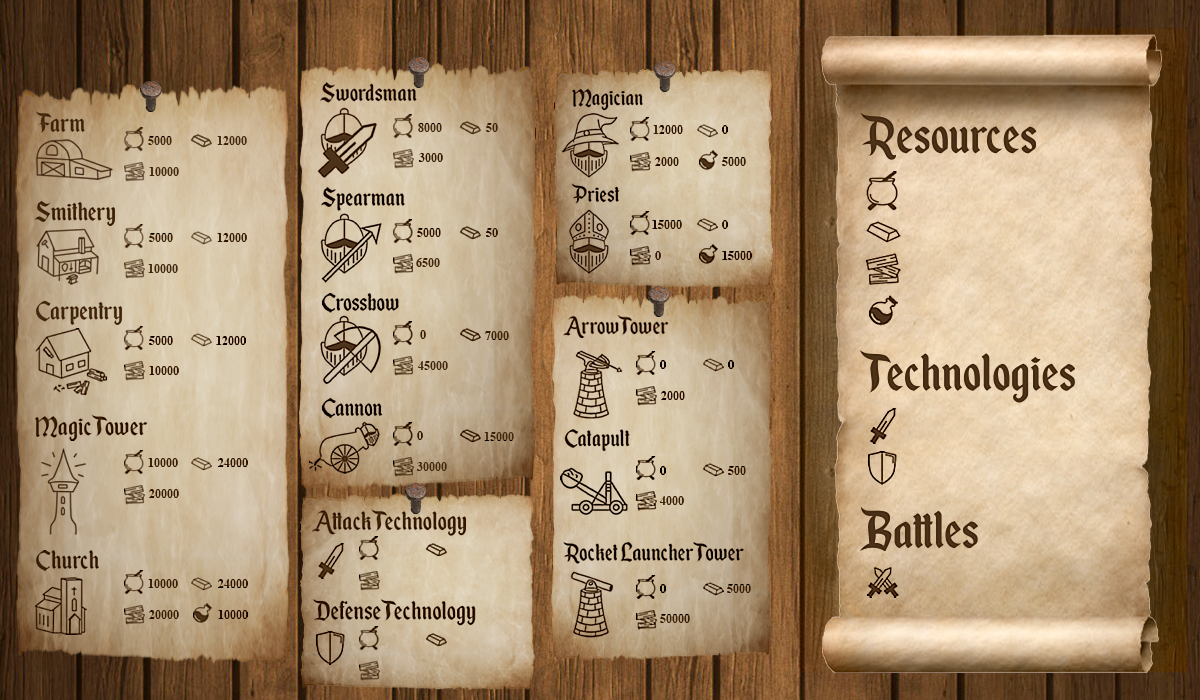 Farm
5000 12000
10000
Smithery
5000 12000
10000
Carpentry
5000 12000
10000
Magic Tower
10000 24000
20000
Church
10000 24000
20000 10000
Swordsman
8000 50
3000
Spearman
5000 50
6500
Crossbow
0 7000
45000
Cannon
0 15000
30000
Attack Technology
Defense Technology
Magician
12000 0
2000 5000
Priest
15000 0
0 15000
Arrow Tower
0 0
2000
Catapult
0 500
4000
Rocket Launcher Tower
0 5000
50000
Resources
Technologies
Battles